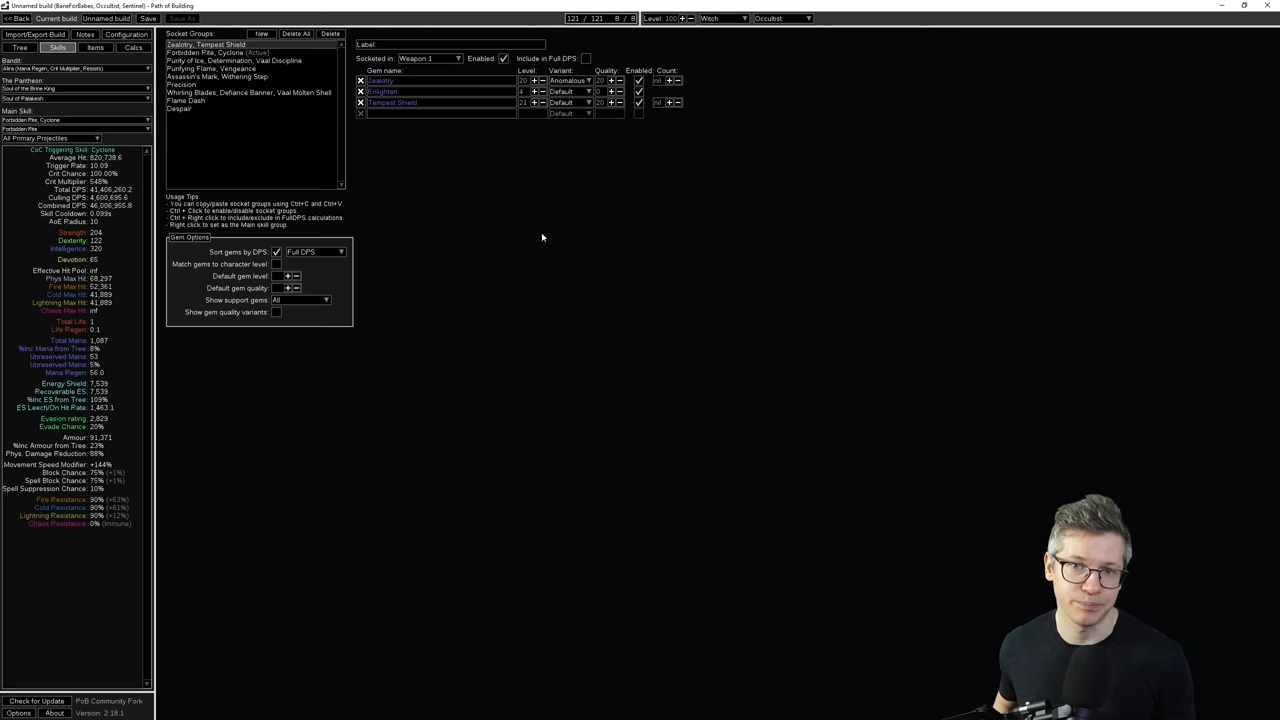 Unnamed build (BaneForBabes, Occultist, Sentinel) - Path of Building
<< Back Current build: Unnamed build Save Save As 121 / 121 8 / 8 Level: 100 + - Witch Occultist
Import/Export Build Notes Configuration
Tree Skills Items Calcs
Bandit:
Alira (Mana Regen, Crit Multiplier, Resists)
The Pantheon:
Soul of the Brine King
Soul of Ralakesh
Main Skill:
Forbidden Rite, Cyclone
Forbidden Rite
All Primary Projectiles
CoC Triggering Skill: Cyclone
Average Hit: 820,738.6
Trigger Rate: 10.09
Crit Chance: 100.00%
Crit Multiplier: 548%
Total DPS: 41,406,260.2
Culling DPS: 4,600,695.6
Combined DPS: 46,006,955.8
Skill Cooldown: 0.099s
AoE Radius: 10
Strength: 204
Dexterity: 122
Intelligence: 320
Devotion: 65
Effective Hit Pool: inf
Phys Max Hit: 68,297
Fire Max Hit: 52,361
Cold Max Hit: 41,889
Lightning Max Hit: 41,889
Chaos Max Hit: inf
Total Life: 1
Life Regen: 0.1
Total Mana: 1,087
%Inc Mana from Tree: 8%
Unreserved Mana: 53
Unreserved Mana: 5%
Mana Regen: 56.0
Energy Shield: 7,539
Recoverable ES: 7,539
%Inc ES from Tree: 109%
ES Leech/On Hit Rate: 1,463.1
Evasion rating: 2,829
Evade Chance: 20%
Armour: 91,371
%Inc Armour from Tree: 23%
Phys. Damage Reduction: 88%
Movement Speed Modifier: +144%
Block Chance: 75% (+1%)
Spell Block Chance: 75% (+1%)
Spell Suppression Chance: 10%
Fire Resistance: 90% (+63%)
Cold Resistance: 90% (+61%)
Lightning Resistance: 90% (+12%)
Chaos Resistance: 0% (Immune)
Check for Update PoB Community Fork
Options About Version: 2.18.1
Socket Groups: New Delete All Delete
Zealotry, Tempest Shield
Forbidden Rite, Cyclone (Active)
Purity of Ice, Determination, Vaal Discipline
Purifying Flame, Vengeance
Assassin's Mark, Withering Step
Precision
Whirling Blades, Defiance Banner, Vaal Molten Shell
Flame Dash
Despair
Usage Tips:
- You can copy/paste socket groups using Ctrl+C and Ctrl+V.
- Ctrl + Click to enable/disable socket groups.
- Ctrl + Right click to include/exclude in FullDPS calculations.
- Right click to set as the Main skill group.
Gem Options
Sort gems by DPS: Full DPS
Match gems to character level:
Default gem level: + -
Default gem quality: + -
Show support gems: All
Show gem quality variants:
Label:
Socketed in: Weapon 1 Enabled: Include in Full DPS:
Gem name: Level: Variant: Quality: Enabled: Count:
Zealotry 20 + - Anomalous 20 + - nil + -
Enlighten 4 + - Default 0 + -
Tempest Shield 21 + - Default 20 + - nil + -
Default